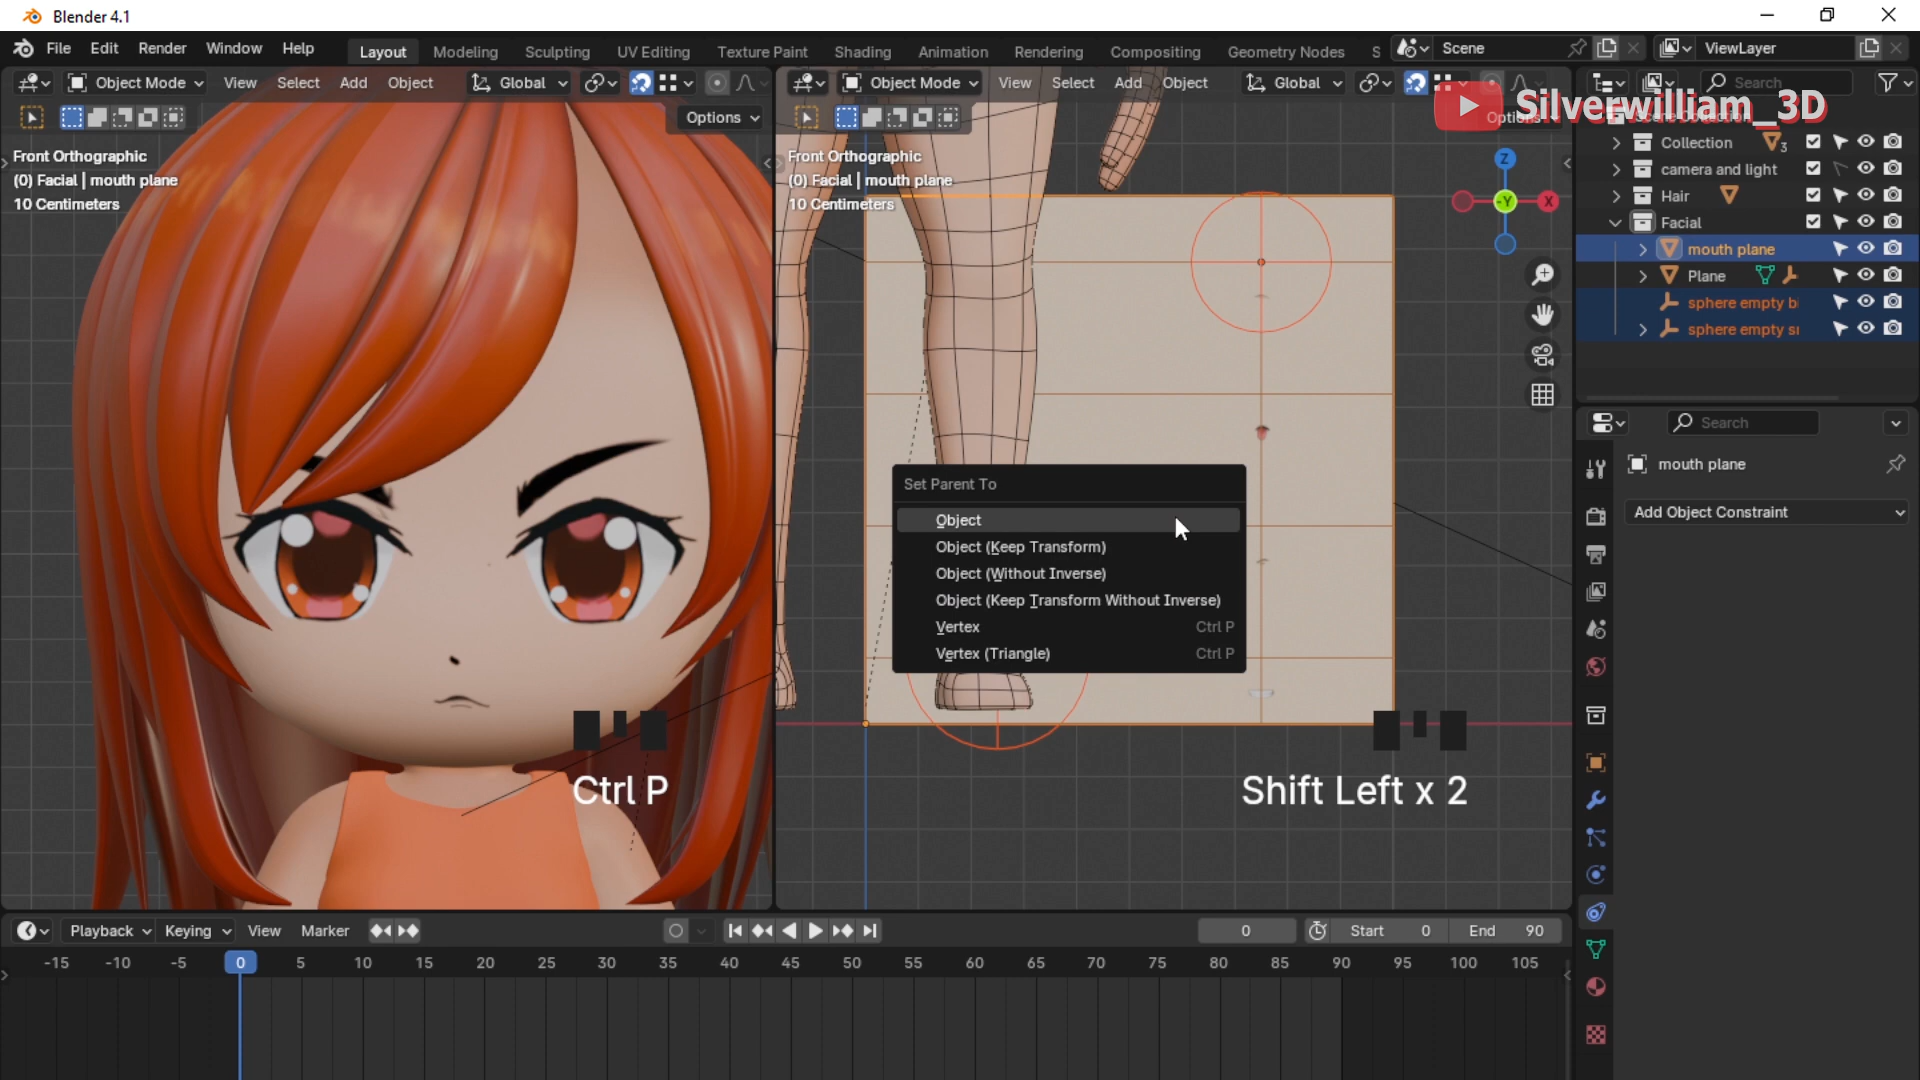 Blender 4.1
File Edit Render Window Help
Layout Modeling Sculpting UV Editing Texture Paint Shading Animation Rendering Compositing Geometry Nodes S
Scene
ViewLayer
Object Mode View Select Add Object Global
Object Mode View Select Add Object Global
Search
Options
Options
Silverwilliam_3D
Front Orthographic
(0) Facial | mouth plane
10 Centimeters
Front Orthographic
(0) Facial | mouth plane
10 Centimeters
Z
-Y
X
Collection 3
camera and light
Hair
Facial
mouth plane
Plane
sphere empty bi
sphere empty sr
Search
mouth plane
Add Object Constraint
Set Parent To
Object
Object (Keep Transform)
Object (Without Inverse)
Object (Keep Transform Without Inverse)
Vertex Ctrl P
Vertex (Triangle) Ctrl P
Ctrl P
Shift Left x 2
Playback Keying View Marker
0
Start 0
End 90
-15 -10 -5 0 5 10 15 20 25 30 35 40 45 50 55 60 65 70 75 80 85 90 95 100 105